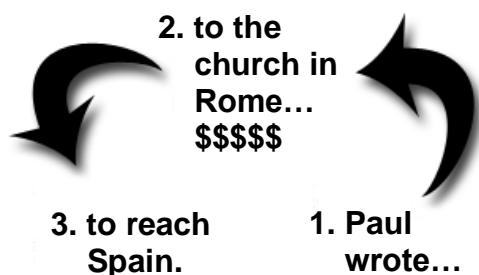 1. Paul
wrote…
2. to the
church in
Rome…
$$$$$
3. to reach
Spain.